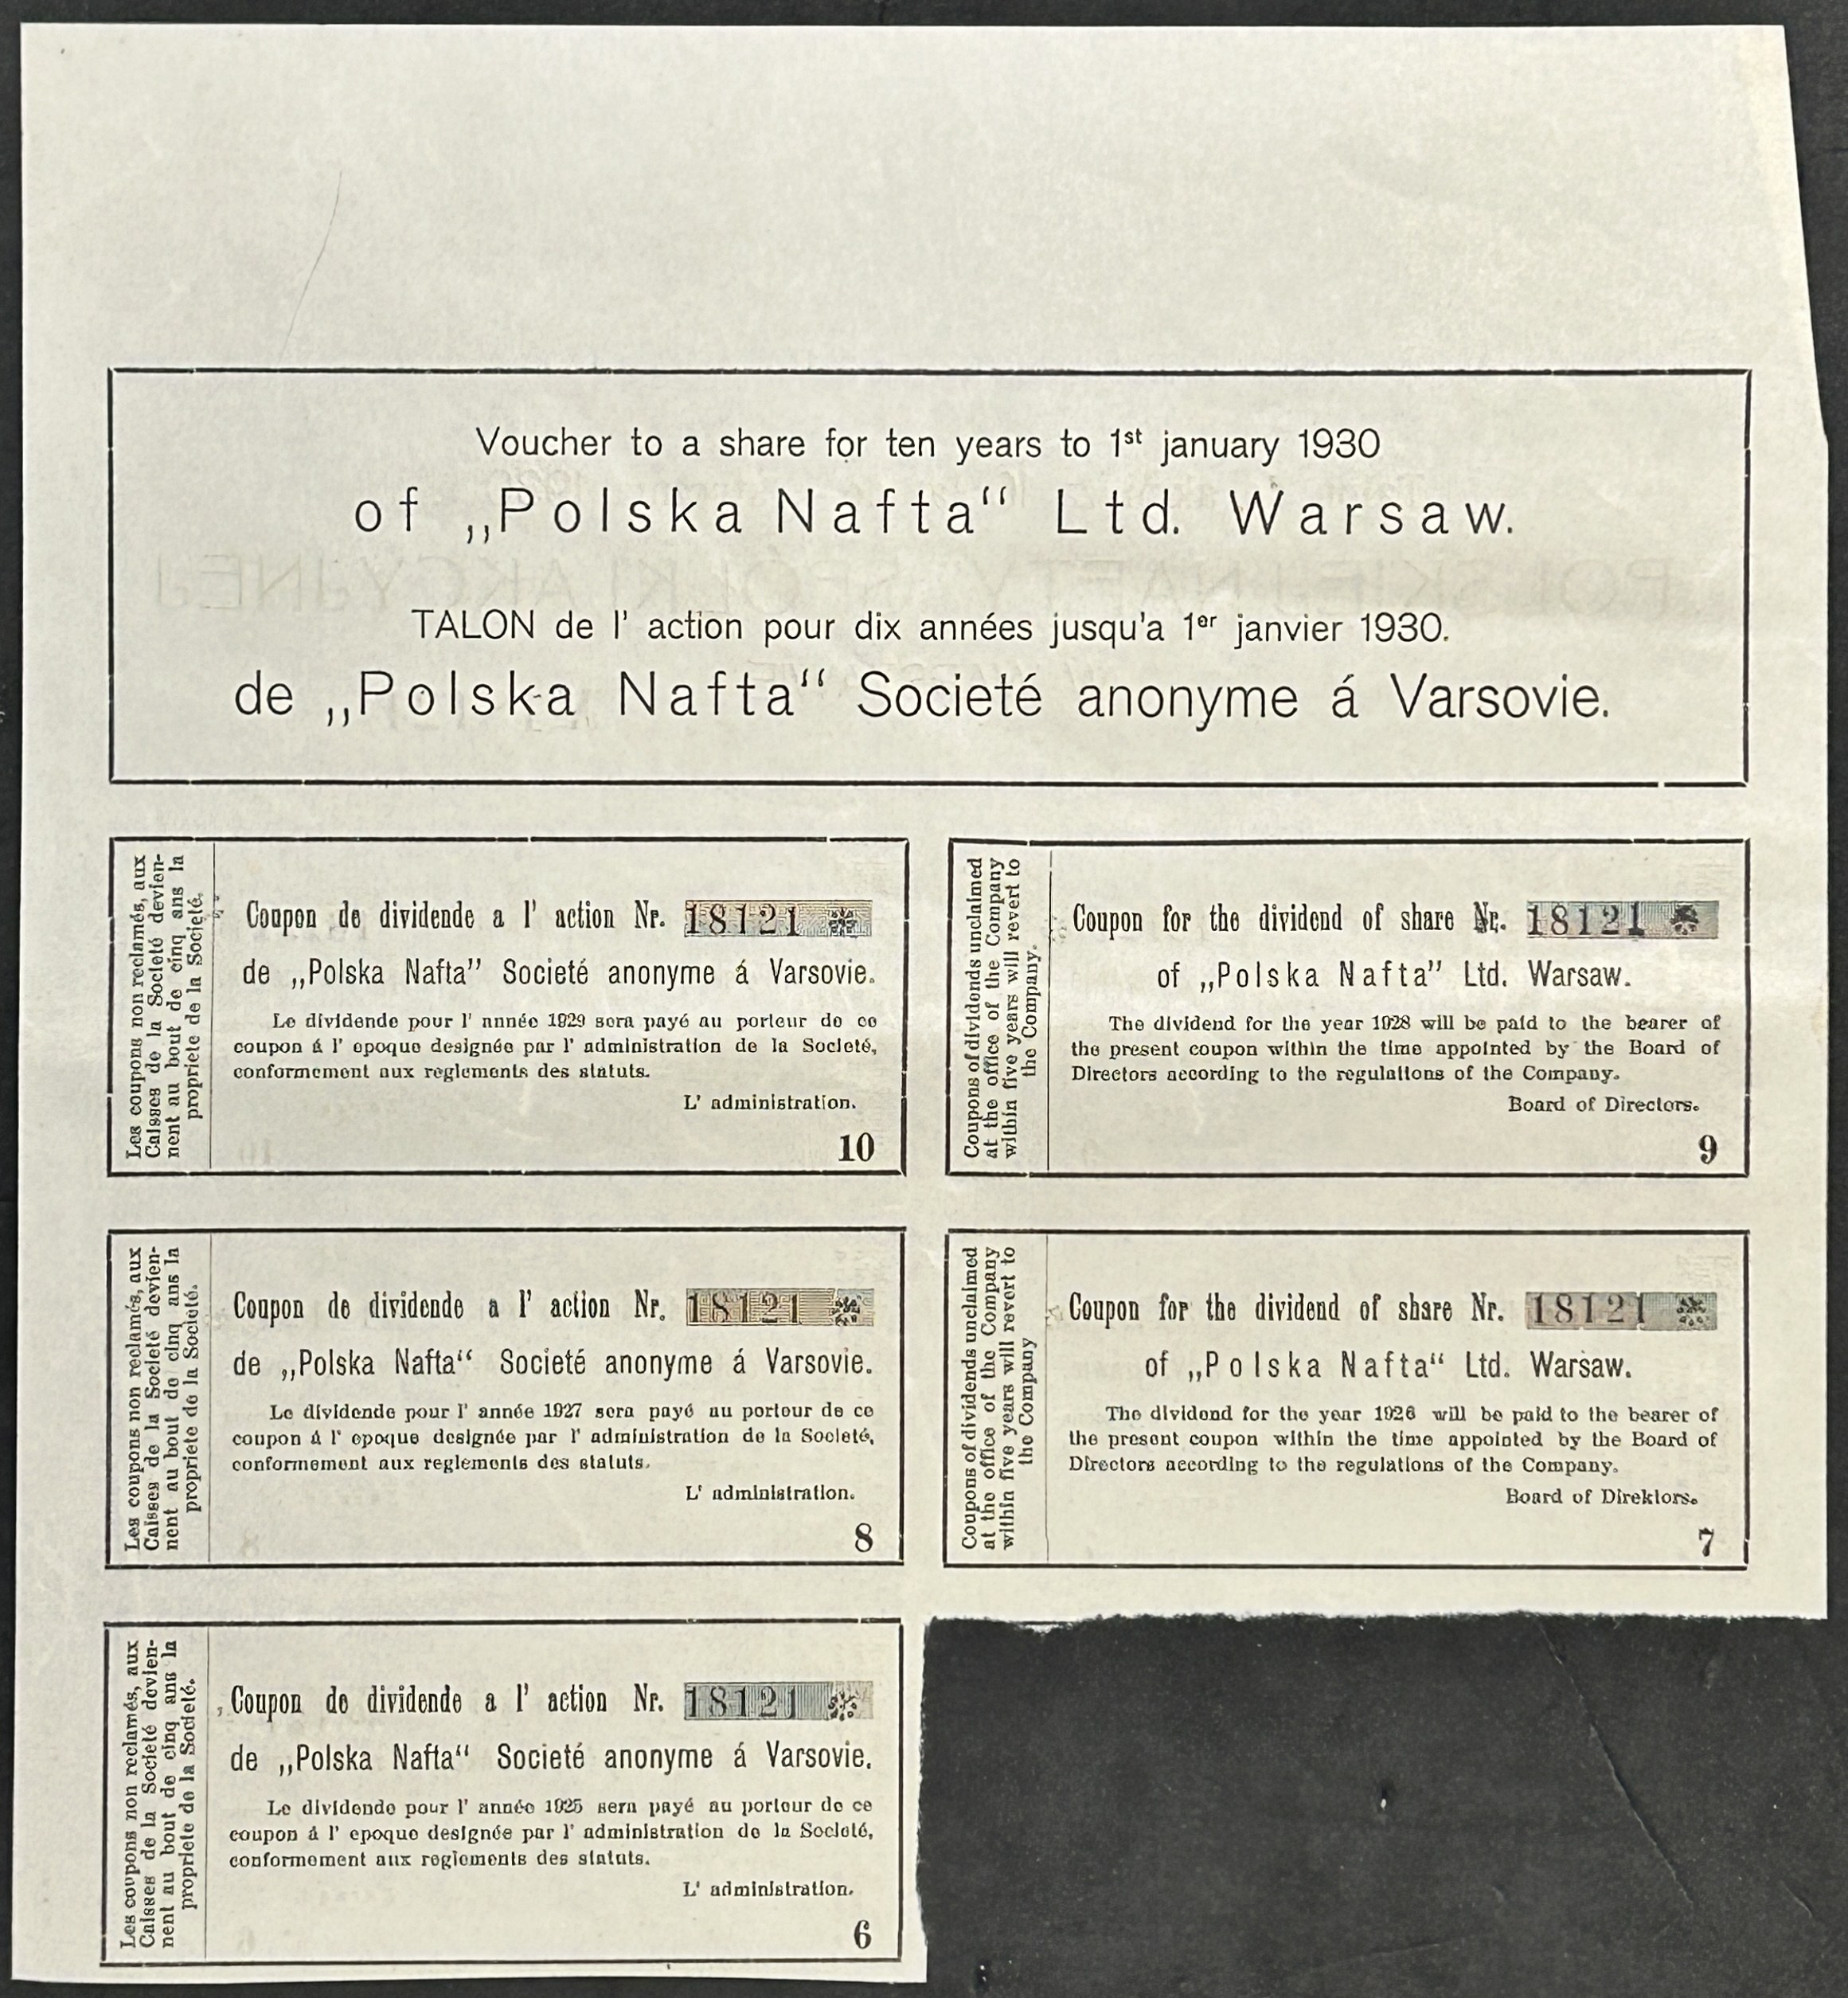 Voucher to a share for ten years to 1st january 1930
of „Polska Nafta“ Ltd. Warsaw.
TALON de l' action pour dix années jusqu'a 1er janvier 1930.
de „Polska Nafta“ Societé anonyme á Varsovie.
Les coupons non reclamés, aux
Caisses de la Societé devien-
nent au bout de cinq ans la
propriete de la Societé.
Coupon de dividende a l' action Nr. 18121
de „Polska Nafta” Societé anonyme á Varsovie.
Le dividende pour l' année 1929 sera payé au porteur de ce
coupon á l' epoque designée par l' administration de la Societé,
conformement aux reglements des statuts.
L' administration.
10
Coupons of dividends unclaimed
at the office of the Company
within five years will revert to
the Company.
Coupon for the dividend of share Nr. 18121
of „Polska Nafta” Ltd. Warsaw.
The dividend for the year 1928 will be paid to the bearer of
the present coupon within the time appointed by the Board of
Directors according to the regulations of the Company.
Board of Directors.
9
Les coupons non reclamés, aux
Caisses de la Societé devien-
nent au bout de cinq ans la
propriete de la Societé.
Coupon de dividende a l' action Nr. 18121
de „Polska Nafta“ Societé anonyme á Varsovie.
Le dividende pour l' année 1927 sera payé au porteur de ce
coupon á l' epoque designée par l' administration de la Societé,
conformement aux reglements des statuts.
L' administration.
8
Coupons of dividends unclaimed
at the office of the Company
within five years will revert to
the Company
Coupon for the dividend of share Nr. 18121
of „Polska Nafta“ Ltd. Warsaw.
The dividend for the year 1926 will be paid to the bearer of
the present coupon within the time appointed by the Board of
Directors according to the regulations of the Company.
Board of Direktors.
7
Les coupons non reclamés, aux
Caisses de la Societé devien-
nent au bout de cinq ans la
propriete de la Societé.
Coupon de dividende a l' action Nr. 18121
de „Polska Nafta“ Societé anonyme á Varsovie.
Le dividende pour l' année 1925 sera payé au porteur de ce
coupon á l' epoque designée par l' administration de la Societé,
conformement aux reglements des statuts.
L' administration.
6